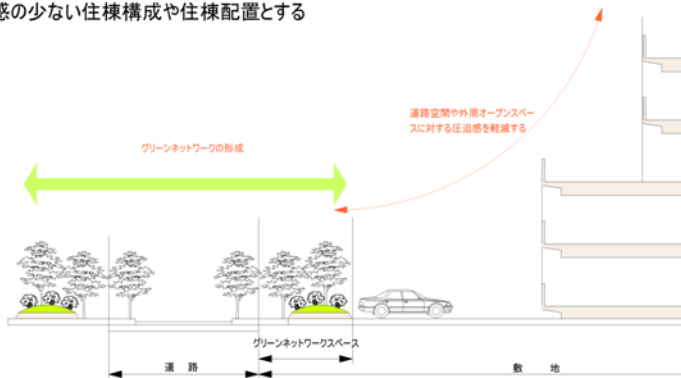 感の少ない住棟構成や住棟配置とする
道路空間や外周オープンスペー
スに対する圧迫感を軽減する
グリーンネットワークの形成
グリーンネットワークスペース
道 路
敷 地